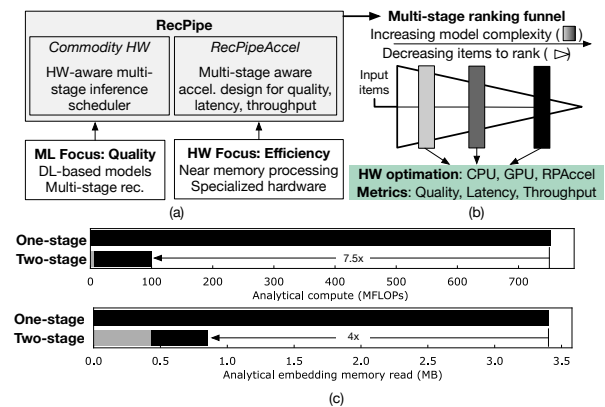 RecPipe
Commodity HW
HW-aware multi-
stage inference
scheduler
RecPipeAccel
Multi-stage aware
accel. design for quality,
latency, throughput
ML Focus: Quality
DL-based models
Multi-stage rec.
HW Focus: Efficiency
Near memory processing
Specialized hardware
(a)
Multi-stage ranking funnel
Increasing model complexity ( )
Decreasing items to rank ( )
Input
items
HW optimation: CPU, GPU, RPAccel
Metrics: Quality, Latency, Throughput
(b)
One-stage
Two-stage
7.5x
0 100 200 300 400 500 600 700
Analytical compute (MFLOPs)
One-stage
Two-stage
4x
0.0 0.5 1.0 1.5 2.0 2.5 3.0 3.5
Analytical embedding memory read (MB)
(c)